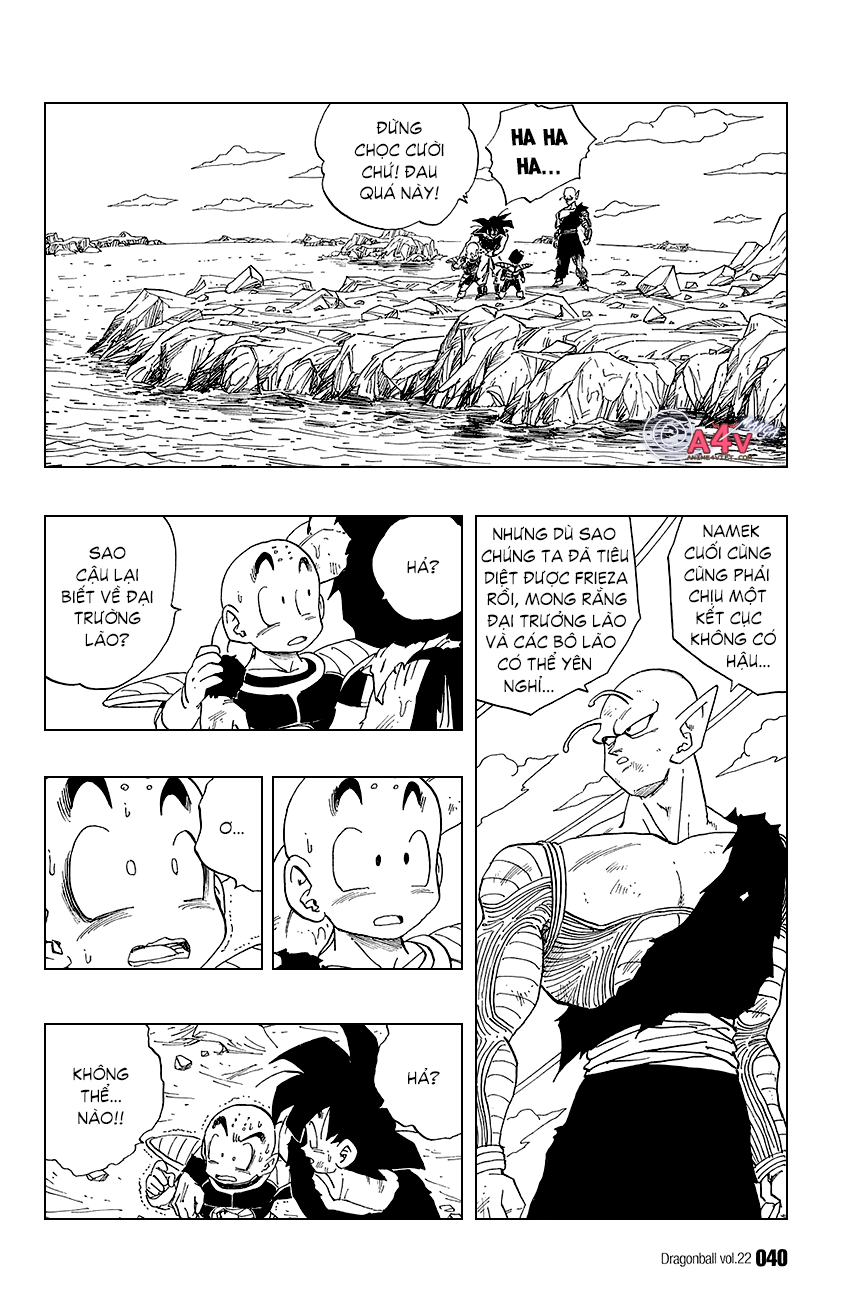 HA HA
HA...
ĐỪNG
CHỌC CƯỜI
CHỨ! ĐAU
QUÁ NÀY!
NAMEK
CUỐI CÙNG
CŨNG PHẢI
CHỊU MỘT
KẾT CỤC
KHÔNG CÓ
HẬU...
NHƯNG DÙ SAO
CHÚNG TA ĐÃ TIÊU
DIỆT ĐƯỢC FRIEZA
RỒI, MONG RẰNG
ĐẠI TRƯỞNG LÃO
VÀ CÁC BÔ LÃO
CÓ THỂ YÊN
NGHỈ...
HẢ?
SAO
CẬU LẠI
BIẾT VỀ ĐẠI
TRƯỜNG
LÃO?
Ơ...
HẢ?
KHÔNG
THỂ...
NÀO!!
A4v
ANIME4VIET.COM
Dragonball vol.22 040